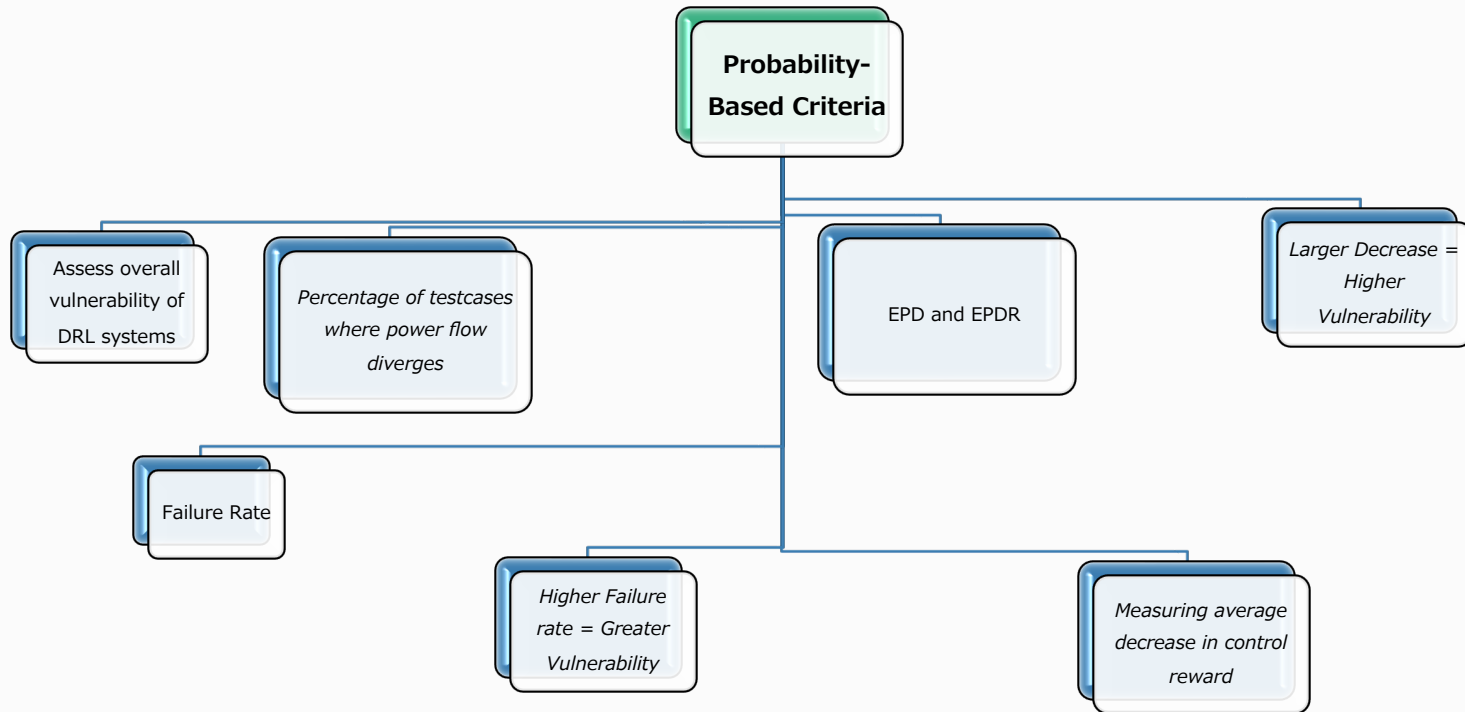 Probability-
Based Criteria
Assess overall
vulnerability of
DRL systems
Percentage of testcases
where power flow
diverges
EPD and EPDR
Larger Decrease =
Higher
Vulnerability
Failure Rate
Higher Failure
rate = Greater
Vulnerability
Measuring average
decrease in control
reward